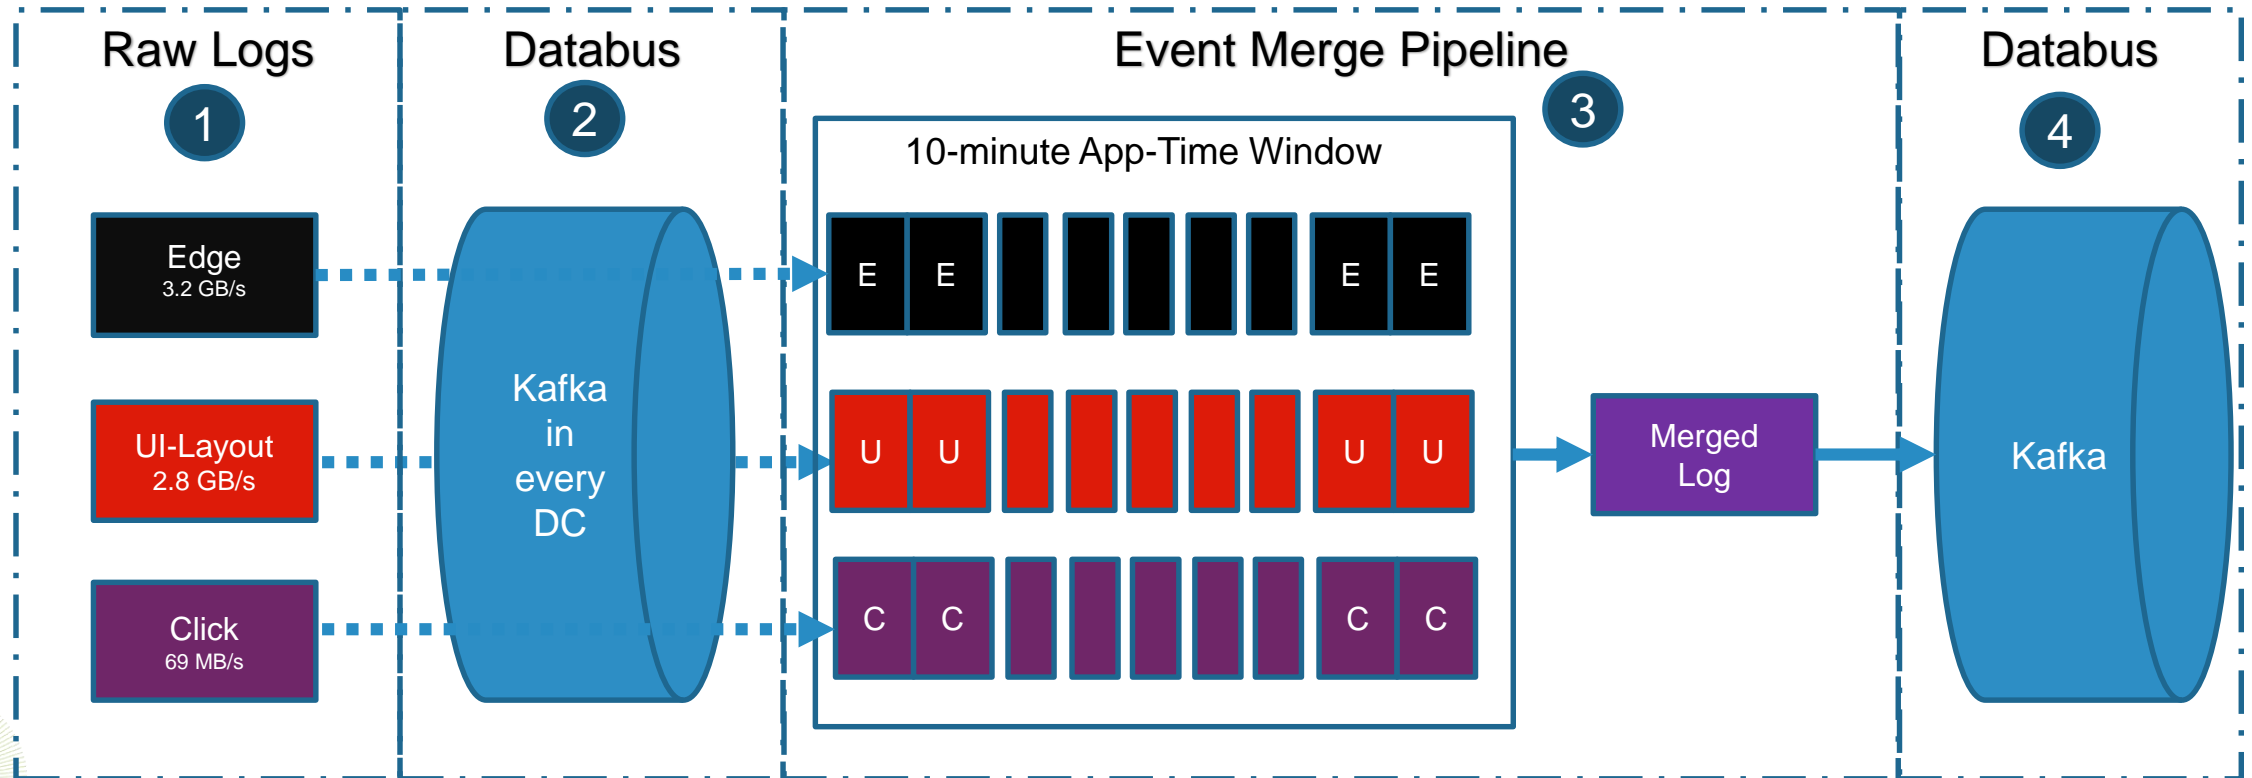 Raw Logs
Databus
Event Merge Pipeline
Databus
1
2
3
4
10-minute App-Time Window
Edge
3.2 GB/s
E E E E
UI-Layout
2.8 GB/s
Kafka
in
every
DC
U U U U
Merged
Log
Kafka
Click
69 MB/s
C C C C